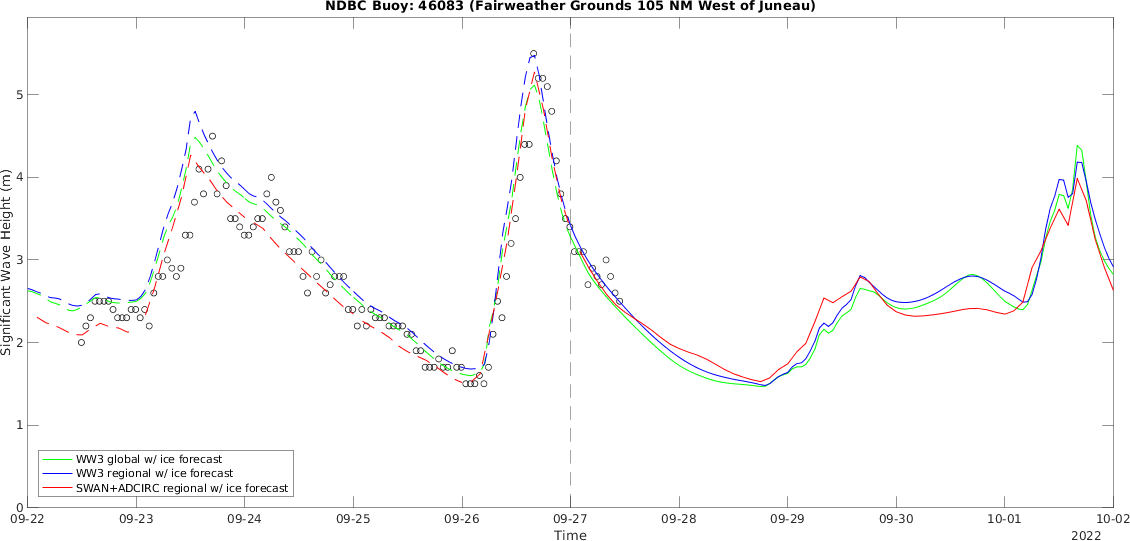 NDBC Buoy: 46083 (Fairweather Grounds 105 NM West of Juneau)
Significant Wave Height (m)
5
4
3
2
1
0
WW3 global w/ ice forecast
WW3 regional w/ ice forecast
SWAN+ADCIRC regional w/ ice forecast
09-22 09-23 09-24 09-25 09-26 09-27 09-28 09-29 09-30 10-01 10-02
Time
2022